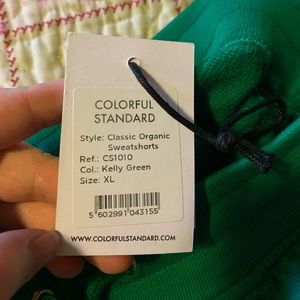 COLORFUL
STANDARD
Style: Classic Organic
Sweatshorts
Ref.: CS1010
Col.: Kelly Green
Size: XL
5 602991 043155
WWW.COLORFULSTANDARD.COM